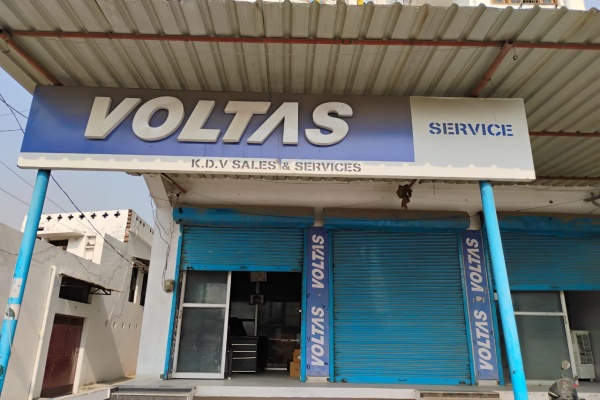 VOLTAS
SERVICE
K.D.V SALES & SERVICES
VOLTAS
VOLTAS
VOLTAS
VOLTAS